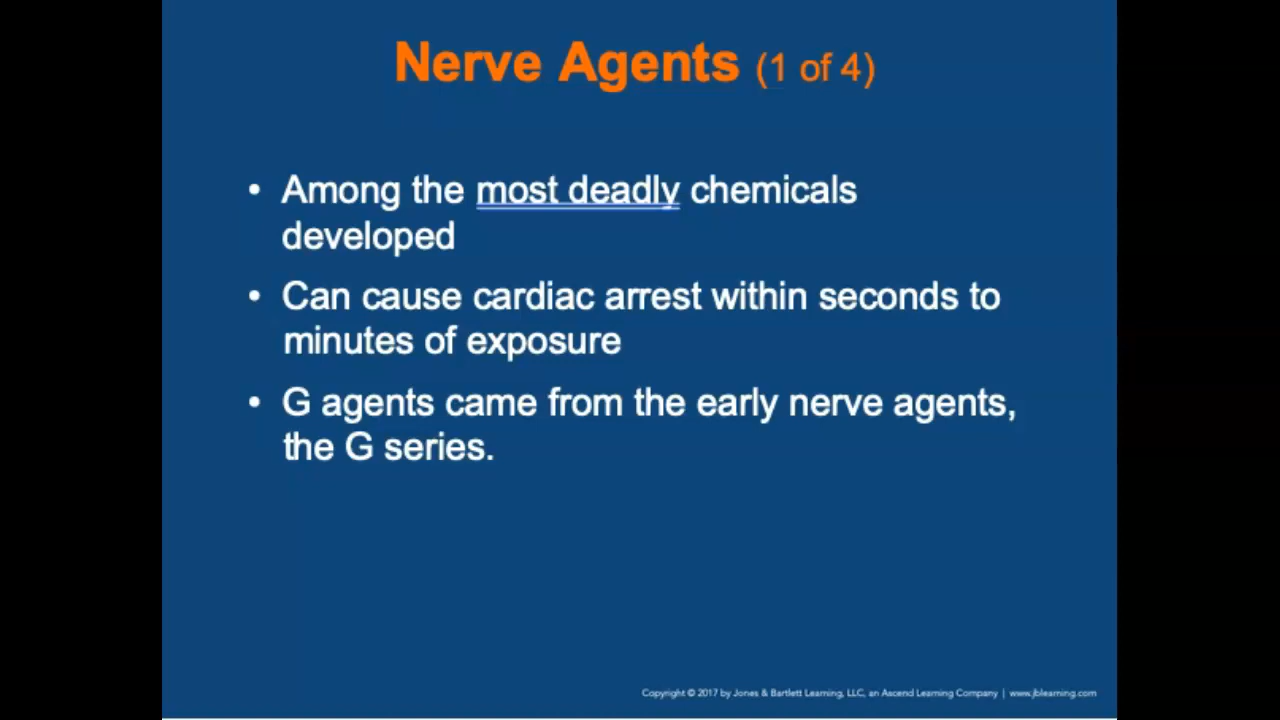 Nerve Agents (1 of 4)
• Among the most deadly chemicals
developed
• Can cause cardiac arrest within seconds to
minutes of exposure
• G agents came from the early nerve agents,
the G series.
Copyright © 2017 by Jones & Bartlett Learning, LLC, an Ascend Learning Company | www.jblearning.com